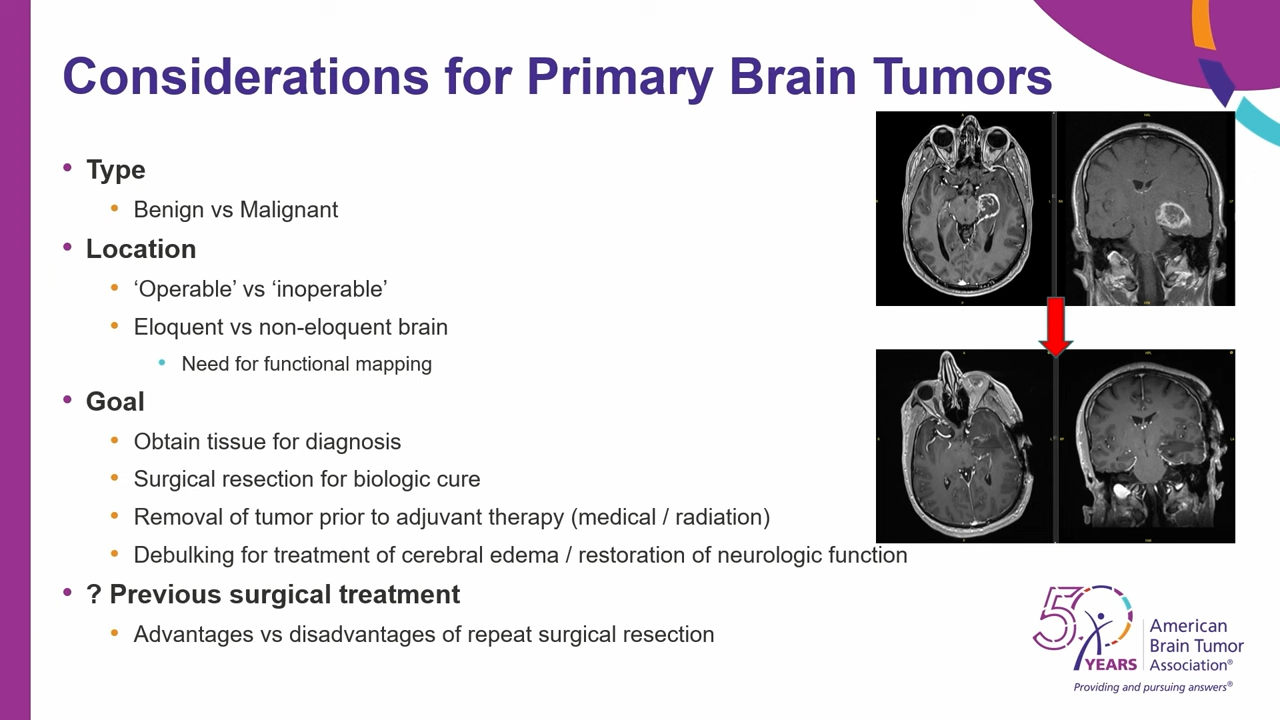 Considerations for Primary Brain Tumors
• Type
• Benign vs Malignant
• Location
• ‘Operable’ vs ‘inoperable’
• Eloquent vs non-eloquent brain
• Need for functional mapping
• Goal
• Obtain tissue for diagnosis
• Surgical resection for biologic cure
• Removal of tumor prior to adjuvant therapy (medical / radiation)
• Debulking for treatment of cerebral edema / restoration of neurologic function
• ? Previous surgical treatment
• Advantages vs disadvantages of repeat surgical resection
50
YEARS
American
Brain Tumor
Association®
Providing and pursuing answers®